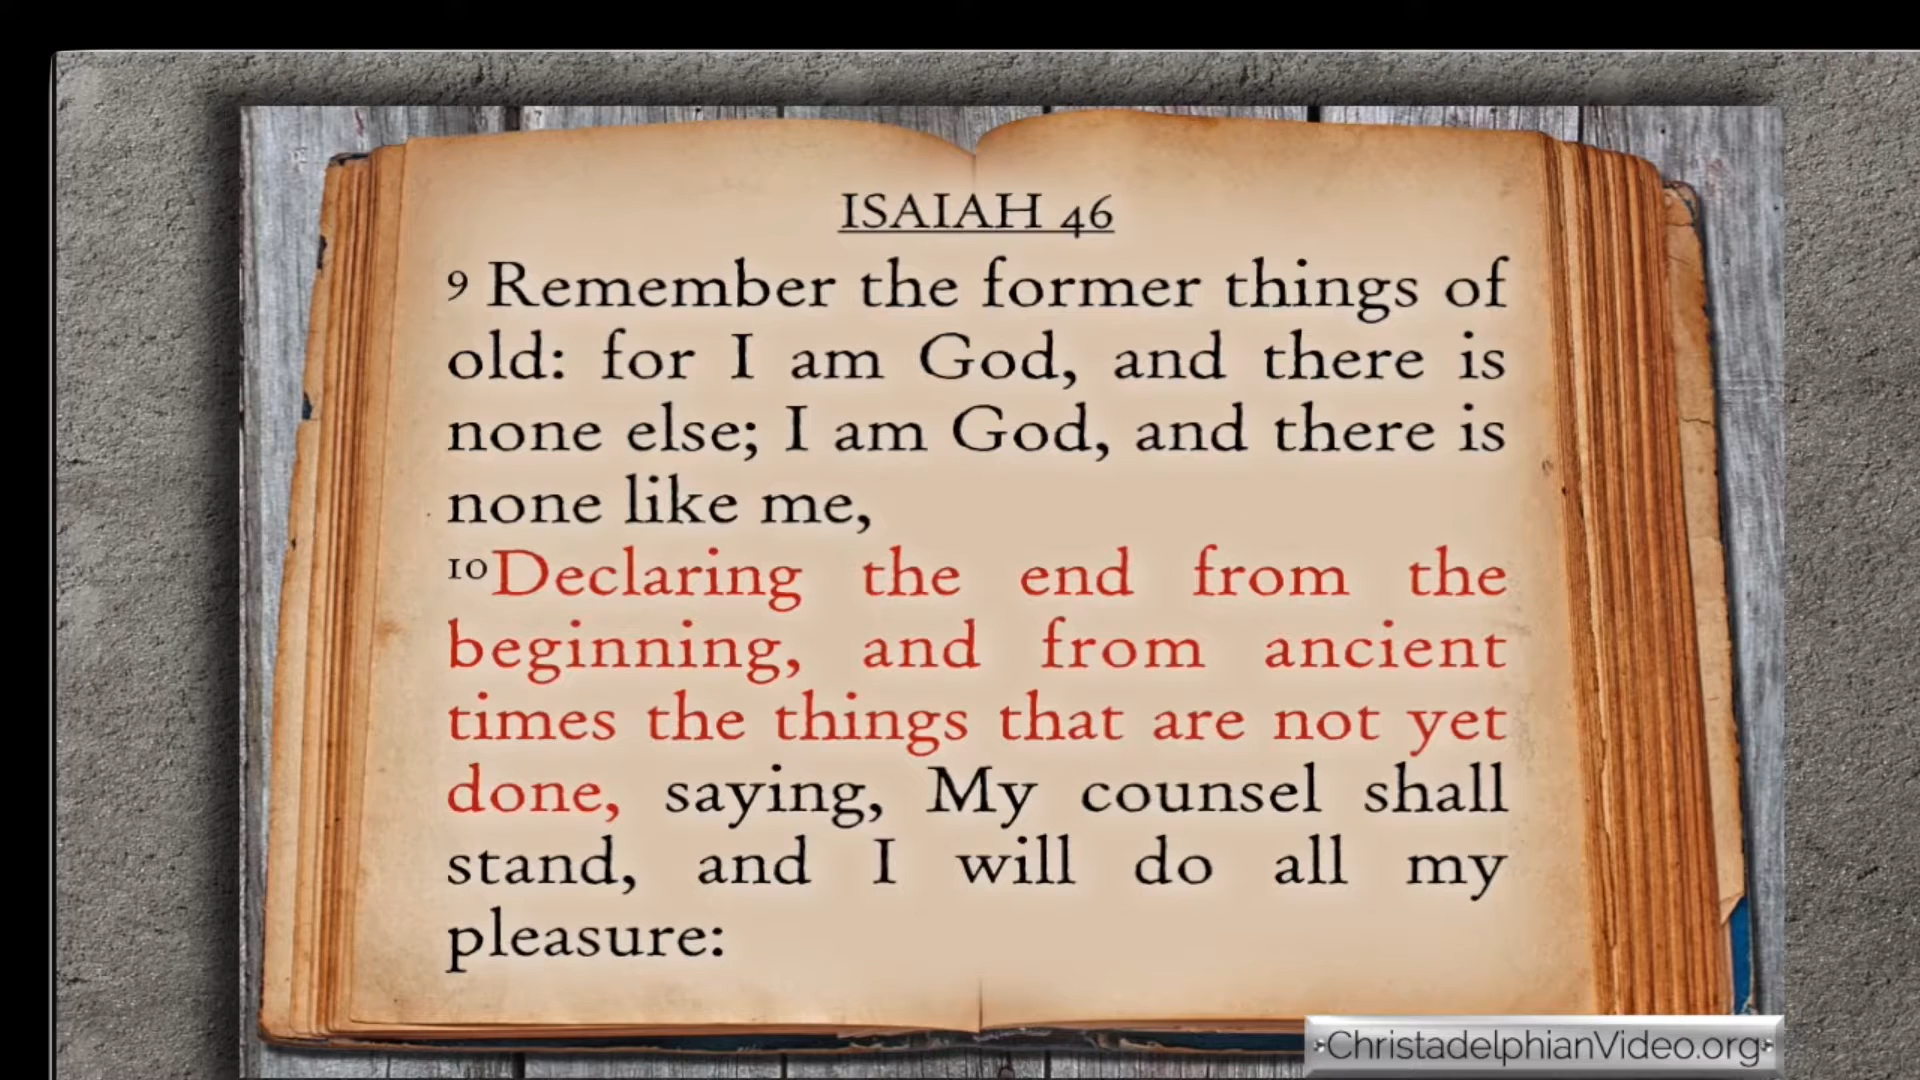 ISAIAH 46
9 Remember the former things of
old: for I am God, and there is
none else; I am God, and there is
none like me,
10 Declaring the end from the
beginning, and from ancient
times the things that are not yet
done, saying, My counsel shall
stand, and I will do all my
pleasure:
ChristadelphianVideo.org